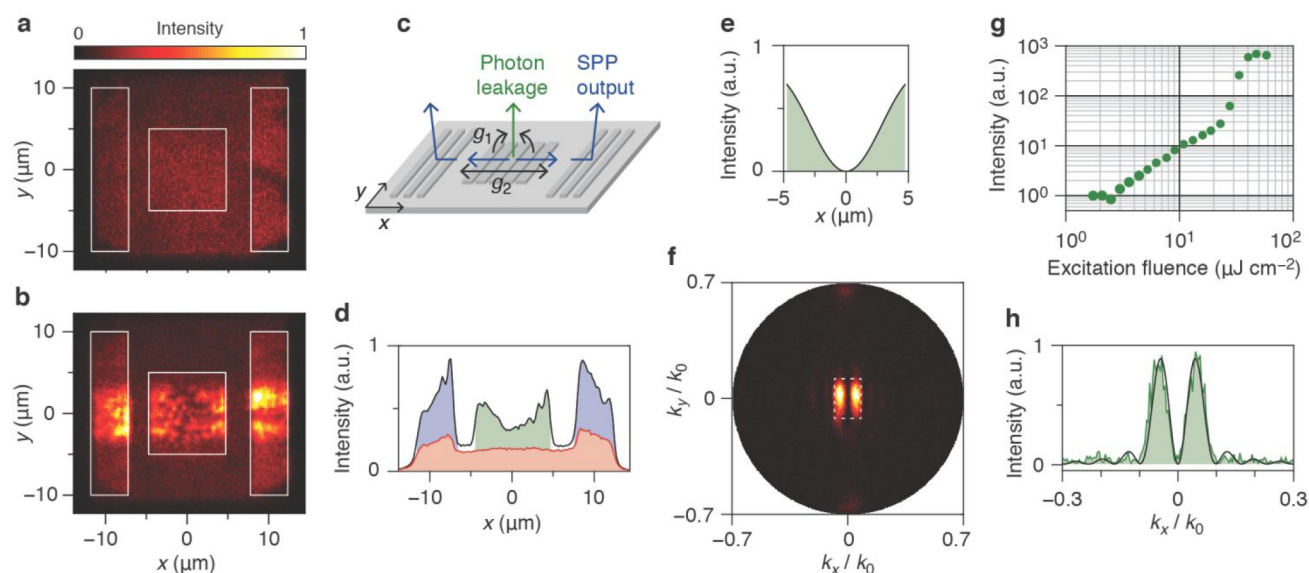 a
Intensity
0 1
10
0
−10
y (µm)
b
10
0
−10
y (µm)
−10 0 10
x (µm)
c
Photon
leakage
SPP
output
g1
g2
y
x
d
1
0
Intensity (a.u.)
−10 0 10
x (µm)
e
1
0
Intensity (a.u.)
−5 0 5
x (µm)
f
0.7
0
−0.7
ky / k0
−0.7 0 0.7
kx / k0
g
10³
10²
10¹
10⁰
Intensity (a.u.)
10⁰ 10¹ 10²
Excitation fluence (µJ cm⁻²)
h
1
0
Intensity (a.u.)
−0.3 0 0.3
kx / k0